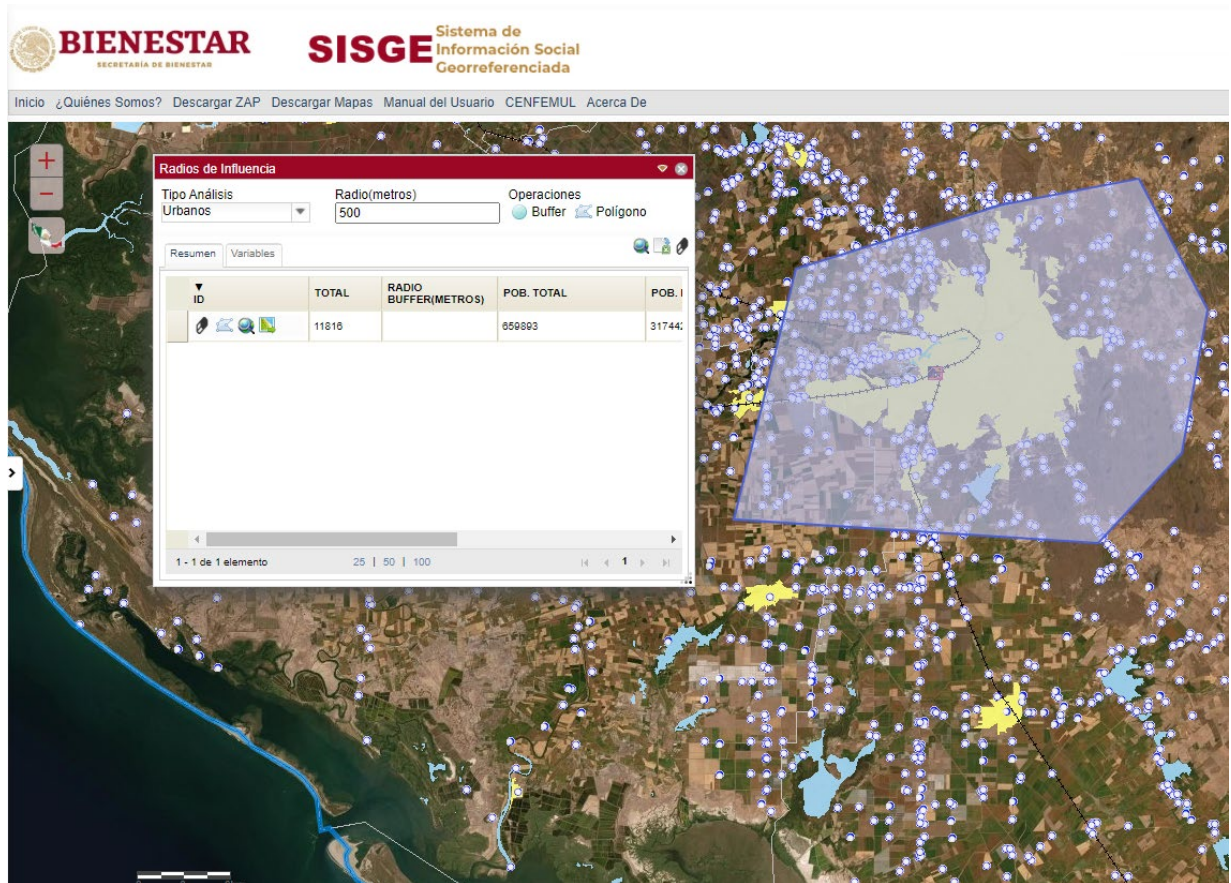 BIENESTAR
SECRETARÍA DE BIENESTAR
SISGE
Sistema de
Información Social
Georreferenciada
Inicio ¿Quiénes Somos? Descargar ZAP Descargar Mapas Manual del Usuario CENFEMUL Acerca De
+
−
Radios de Influencia
Tipo Análisis Radio(metros) Operaciones
Urbanos 500 Buffer Polígono
Resumen Variables
ID TOTAL RADIO BUFFER(METROS) POB. TOTAL POB.
11816 659893 31744
1 - 1 de 1 elemento 25 | 50 | 100 1